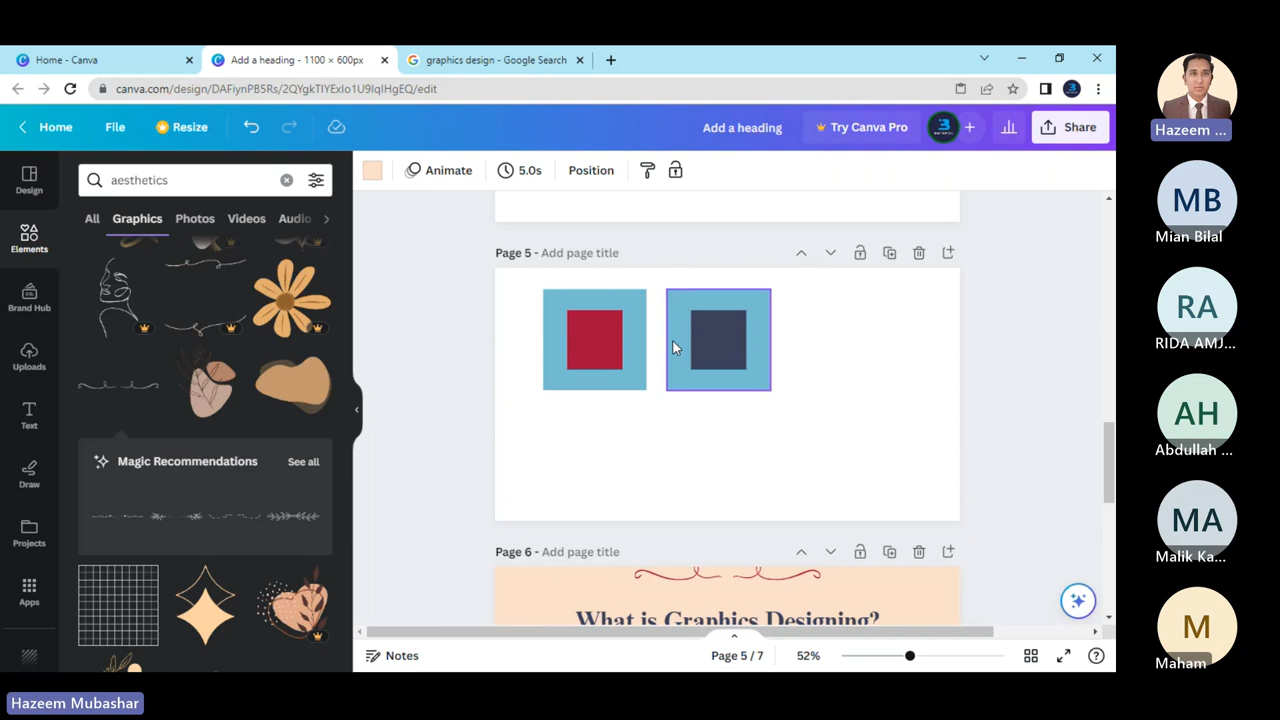 Home - Canva
Add a heading - 1100 × 600px
graphics design - Google Search
canva.com/design/DAFiynPB5Rs/2QYgkTIYExIo1U9lqIHgEQ/edit
Home
File
Resize
Add a heading
Try Canva Pro
Share
Design
Elements
Brand Hub
Uploads
Text
Draw
Projects
Apps
aesthetics
All
Graphics
Photos
Videos
Audio
Magic Recommendations
See all
Animate
5.0s
Position
Page 5 - Add page title
Page 6 - Add page title
What is Graphics Designing?
Notes
Page 5 / 7
52%
Hazeem ...
MB
Mian Bilal
RA
RIDA AMJ...
AH
Abdullah ...
MA
Malik Ka...
M
Maham
Hazeem Mubashar